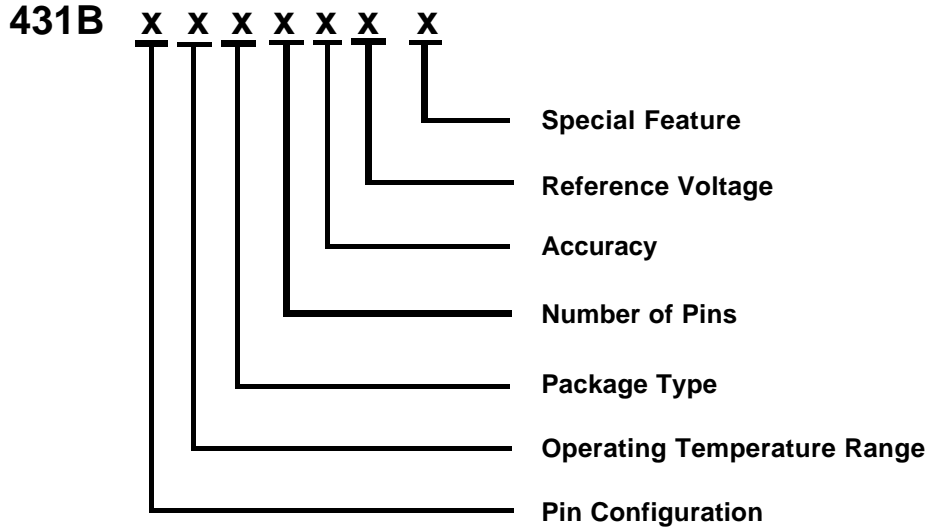 431B x x x x x x x
Special Feature
Reference Voltage
Accuracy
Number of Pins
Package Type
Operating Temperature Range
Pin Configuration